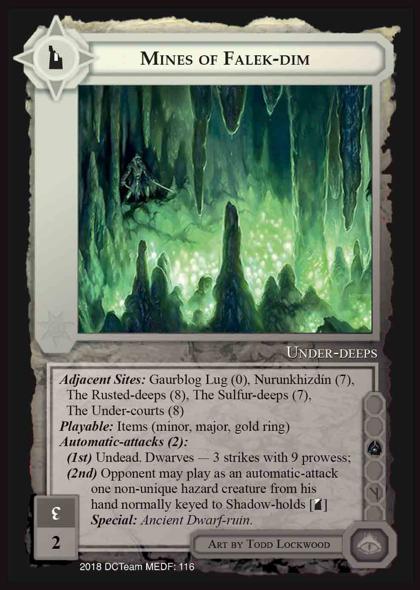 MINES OF FALEK-DIM
UNDER-DEEPS
Adjacent Sites: Gaurblog Lug (0), Nurunkhizdín (7),
The Rusted-deeps (8), The Sulfur-deeps (7),
The Under-courts (8)
Playable: Items (minor, major, gold ring)
Automatic-attacks (2):
(1st) Undead. Dwarves — 3 strikes with 9 prowess;
(2nd) Opponent may play as an automatic-attack
one non-unique hazard creature from his
hand normally keyed to Shadow-holds []
Special: Ancient Dwarf-ruin.
3
2
ART BY TODD LOCKWOOD
2018 DCTeam MEDF: 116